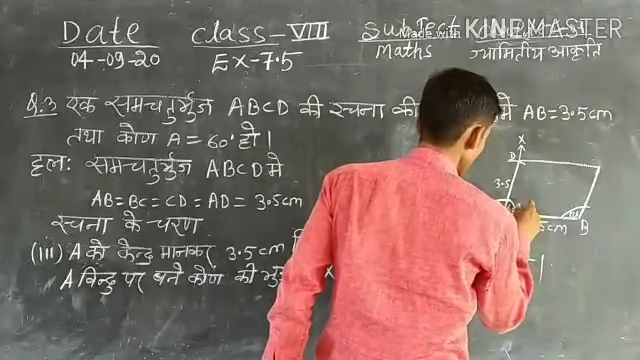 Date class-VIII Subject
04-09-20 Ex-7.5 Maths ज्यामितीय आकृति
Made with KINEMASTER
Q.3 एक समचतुर्भुज ABCD की रचना की में AB=3.5cm
तथा कोण A = 60° हो।
हल: समचतुर्भुज ABCD मे
AB=BC=CD=AD=3.5cm
रचना के चरण
(iii) A को केन्द्र मानकर 3.5cm
A बिन्दु पर बने कोण की
X
D
3.5
B
cm